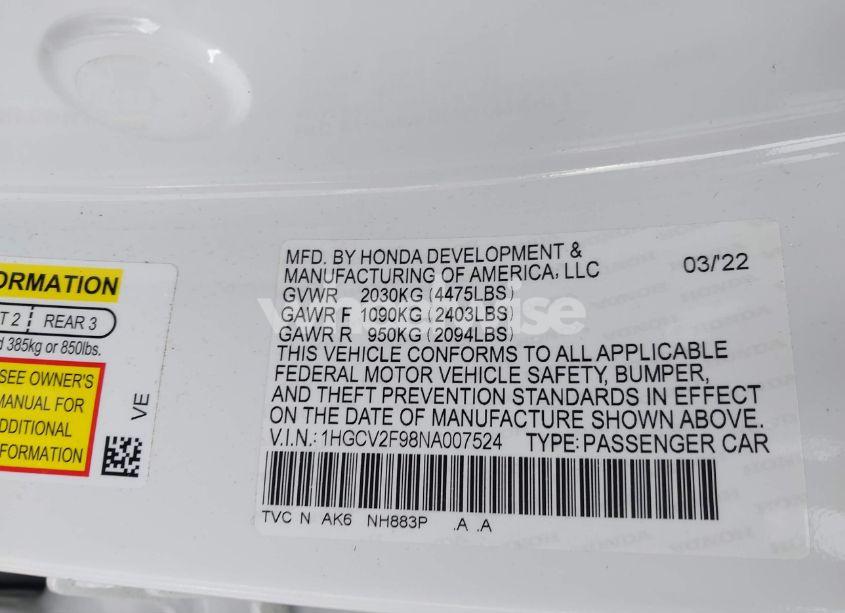 ORMATION
T 2 REAR 3
d 385kg or 850lbs.
SEE OWNER'S
MANUAL FOR
DDITIONAL
FORMATION
VE
MFD. BY HONDA DEVELOPMENT &
MANUFACTURING OF AMERICA, LLC 03/'22
GVWR 2030KG (4475LBS)
GAWR F 1090KG (2403LBS)
GAWR R 950KG (2094LBS)
THIS VEHICLE CONFORMS TO ALL APPLICABLE
FEDERAL MOTOR VEHICLE SAFETY, BUMPER,
AND THEFT PREVENTION STANDARDS IN EFFECT
ON THE DATE OF MANUFACTURE SHOWN ABOVE.
V.I.N.: 1HGCV2F98NA007524 TYPE: PASSENGER CAR
TVC N AK6 NH883P .A .A